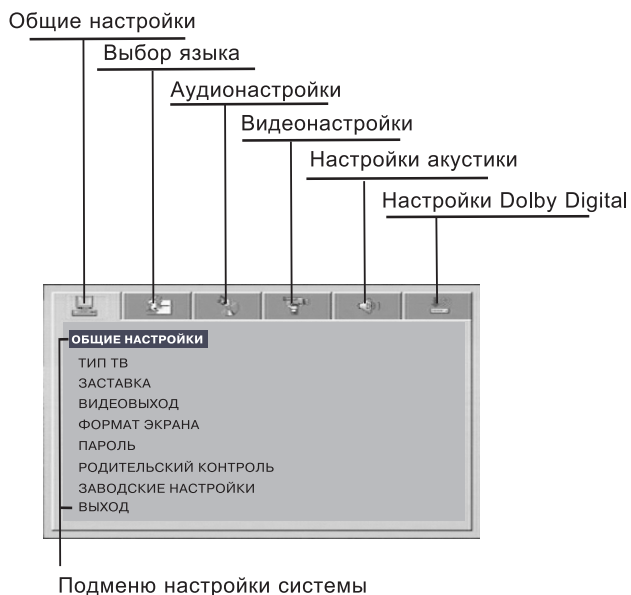 Общие настройки
Выбор языка
Аудионастройки
Видеонастройки
Настройки акустики
Настройки Dolby Digital
ОБЩИЕ НАСТРОЙКИ
ТИП ТВ
ЗАСТАВКА
ВИДЕОВЫХОД
ФОРМАТ ЭКРАНА
ПАРОЛЬ
РОДИТЕЛЬСКИЙ КОНТРОЛЬ
ЗАВОДСКИЕ НАСТРОЙКИ
ВЫХОД
Подменю настройки системы